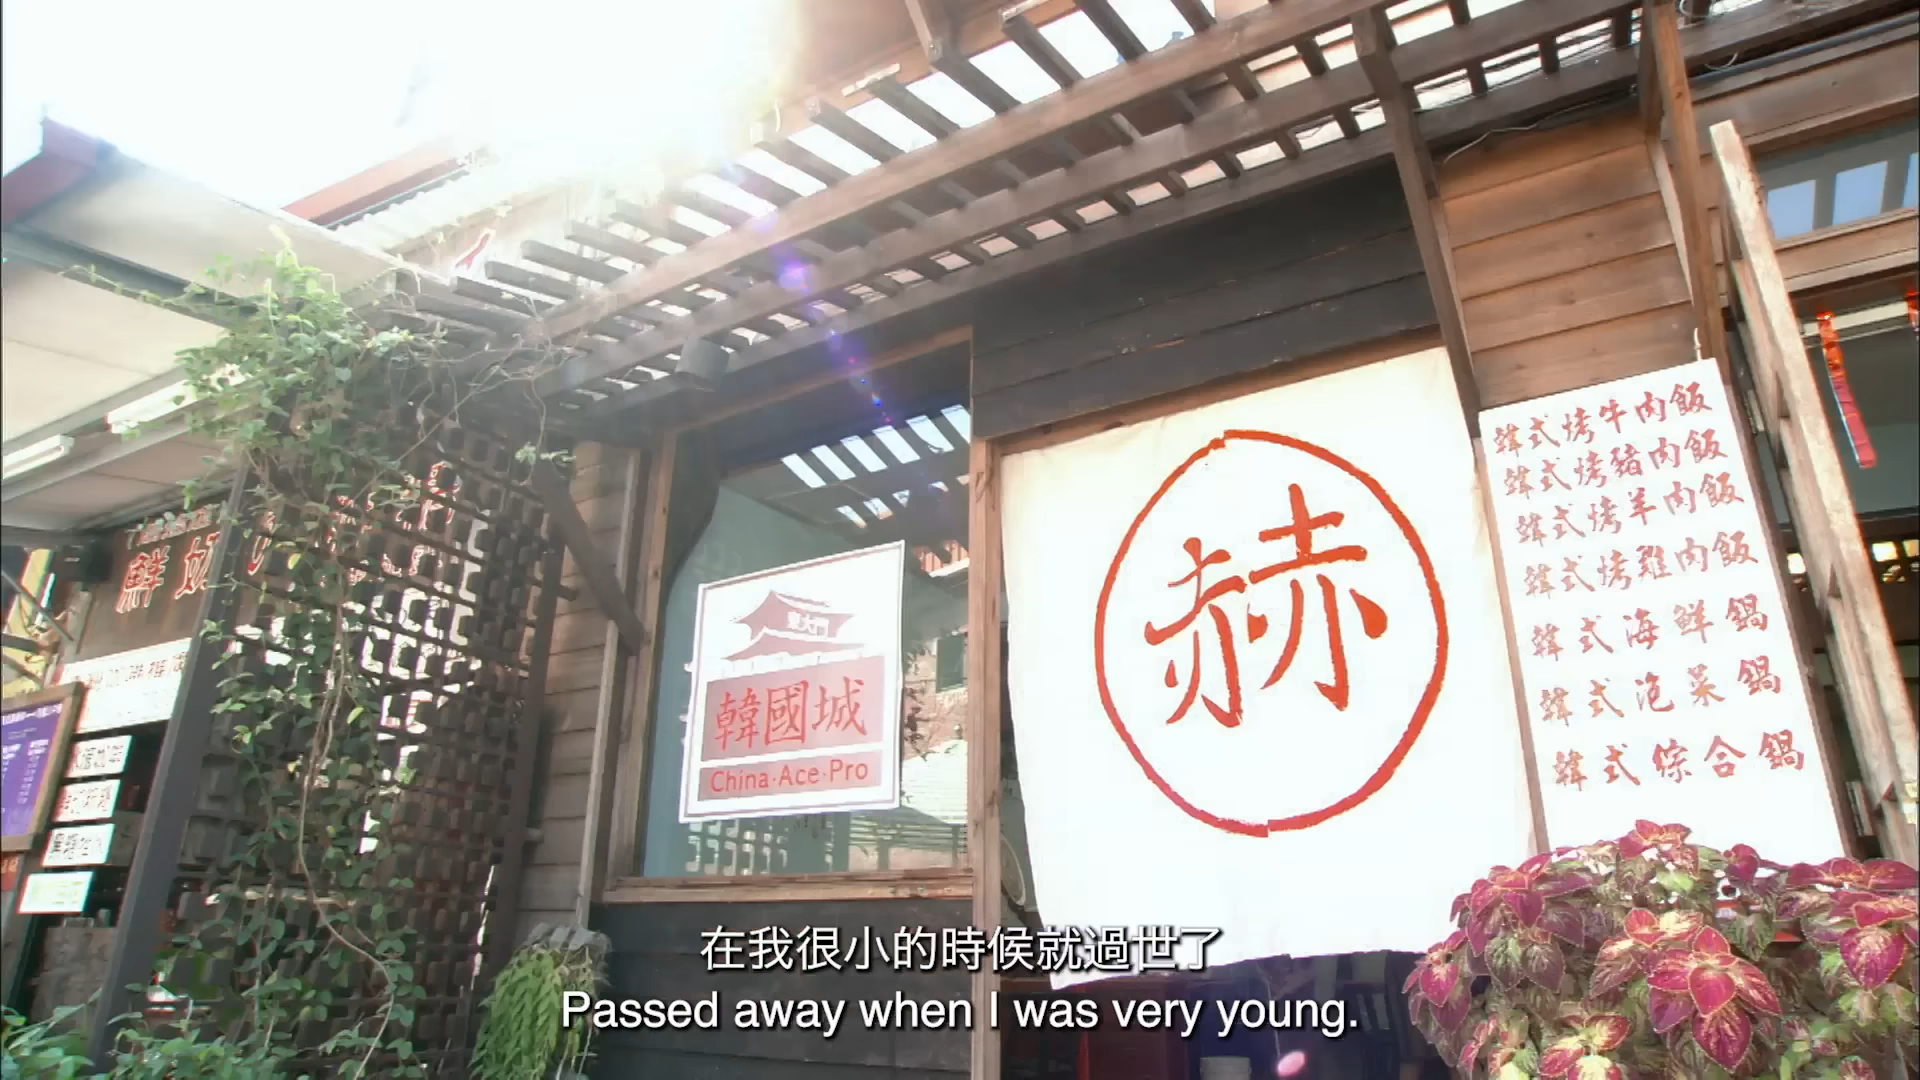 東大門
韓國城
China·Ace·Pro
赫
韓式烤牛肉飯
韓式烤豬肉飯
韓式烤羊肉飯
韓式烤雞肉飯
韓式海鮮鍋
韓式泡菜鍋
韓式綜合鍋
鮮
在我很小的時候就過世了
Passed away when I was very young.